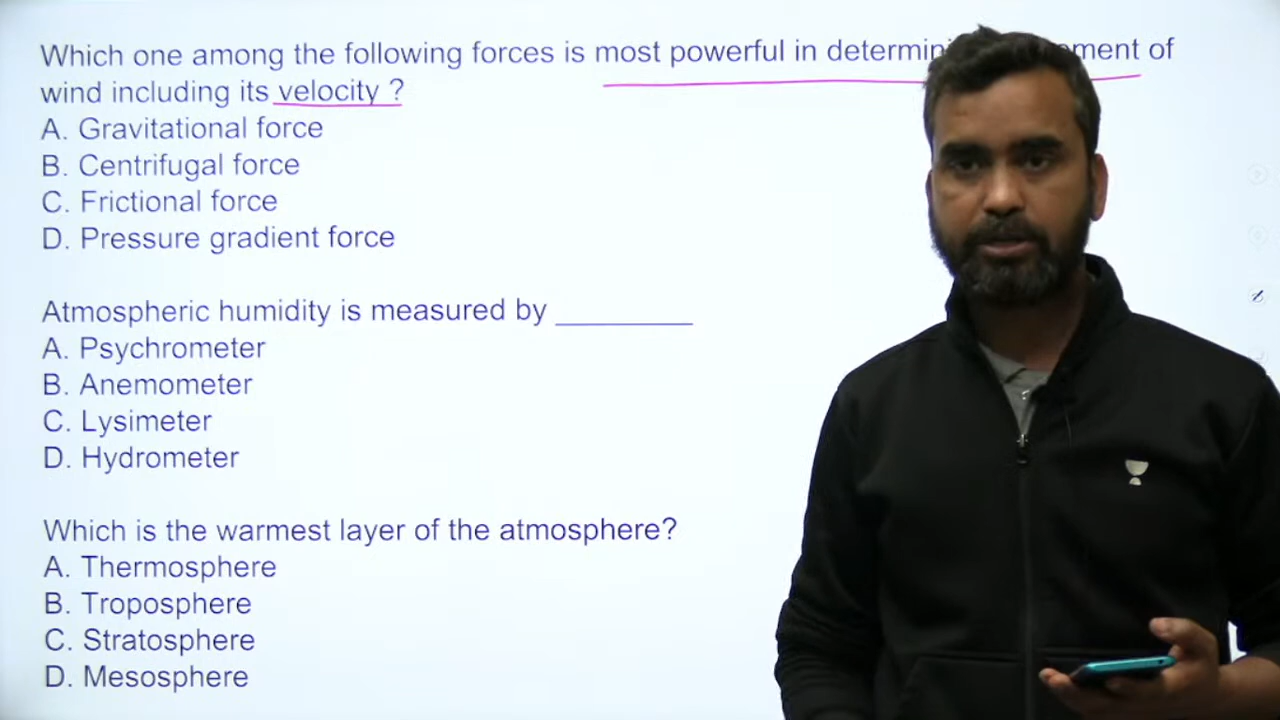 Which one among the following forces is most powerful in determini ement of
wind including its velocity ?
A. Gravitational force
B. Centrifugal force
C. Frictional force
D. Pressure gradient force
Atmospheric humidity is measured by ________
A. Psychrometer
B. Anemometer
C. Lysimeter
D. Hydrometer
Which is the warmest layer of the atmosphere?
A. Thermosphere
B. Troposphere
C. Stratosphere
D. Mesosphere